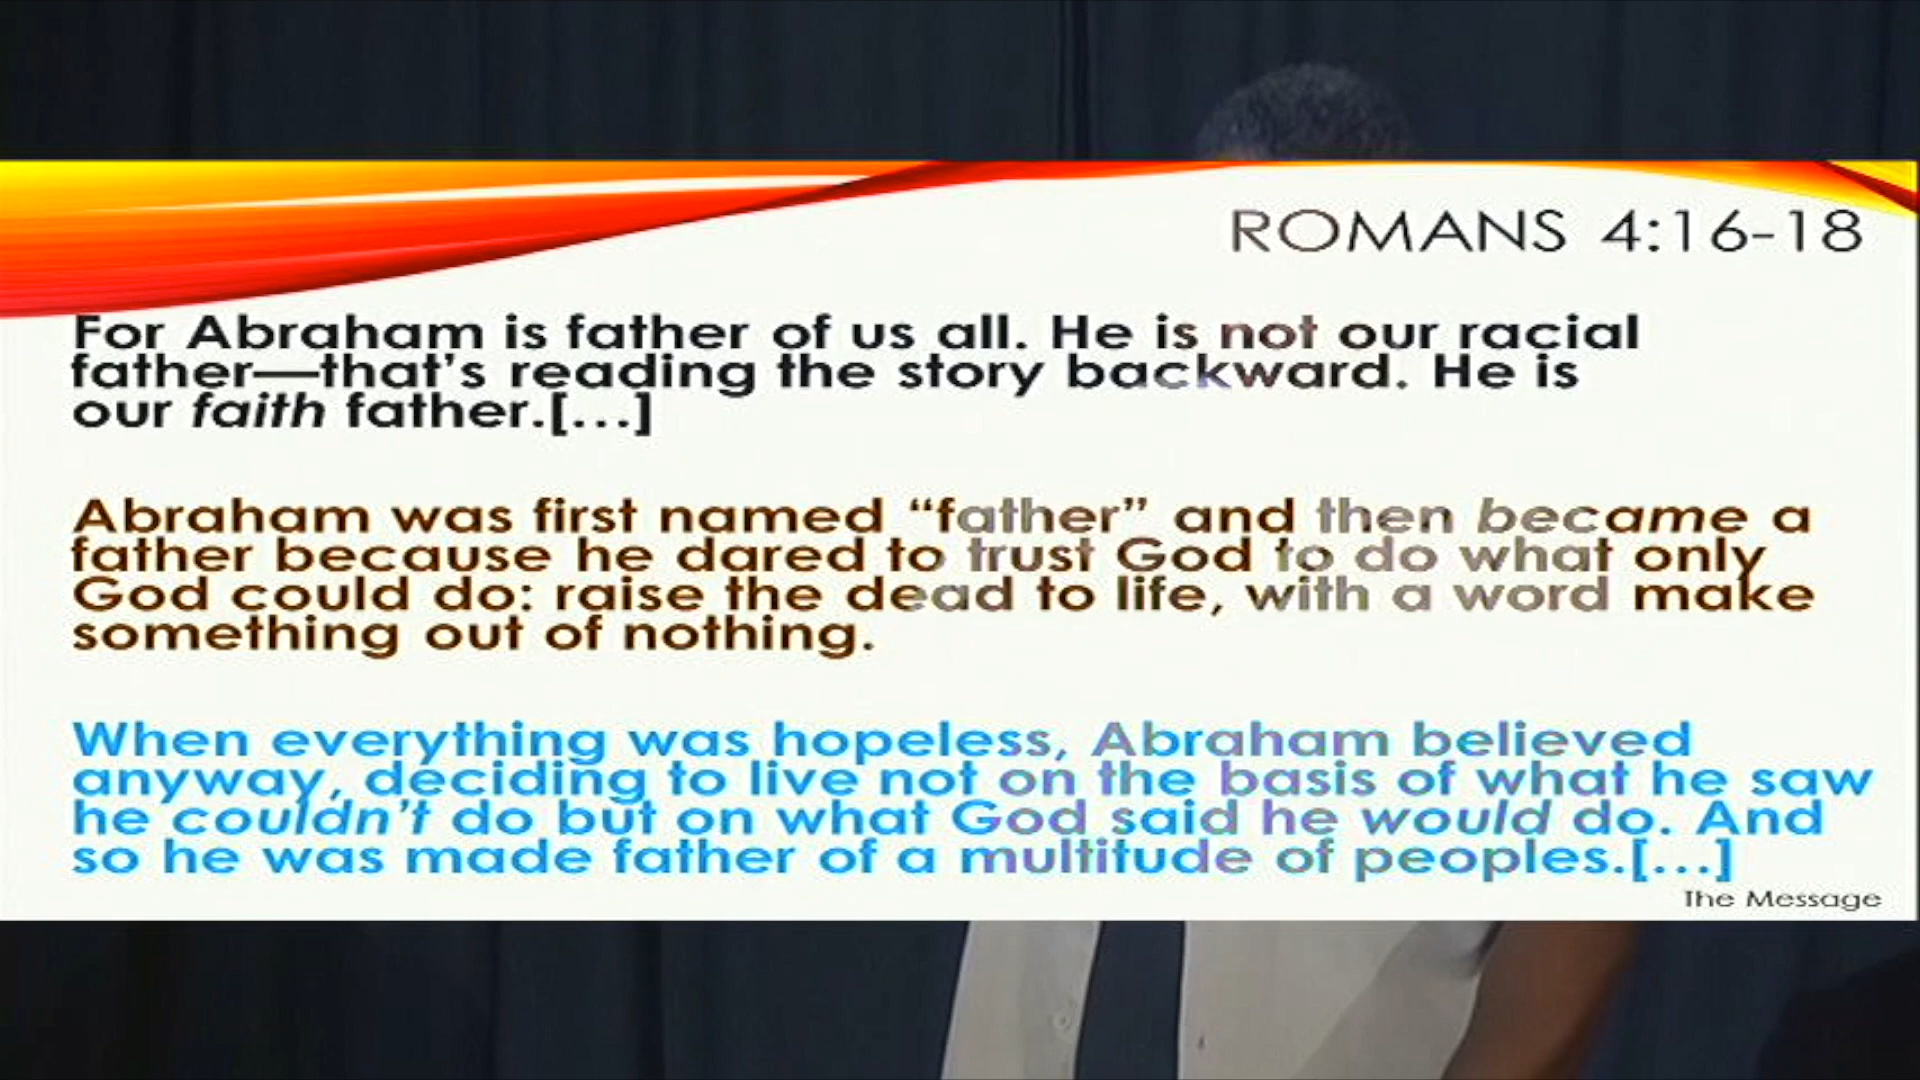 ROMANS 4:16-18
For Abraham is father of us all. He is not our racial
father—that’s reading the story backward. He is
our faith father.[…]
Abraham was first named “father” and then became a
father because he dared to trust God to do what only
God could do: raise the dead to life, with a word make
something out of nothing.
When everything was hopeless, Abraham believed
anyway, deciding to live not on the basis of what he saw
he couldn’t do but on what God said he would do. And
so he was made father of a multitude of peoples.[…]
The Message